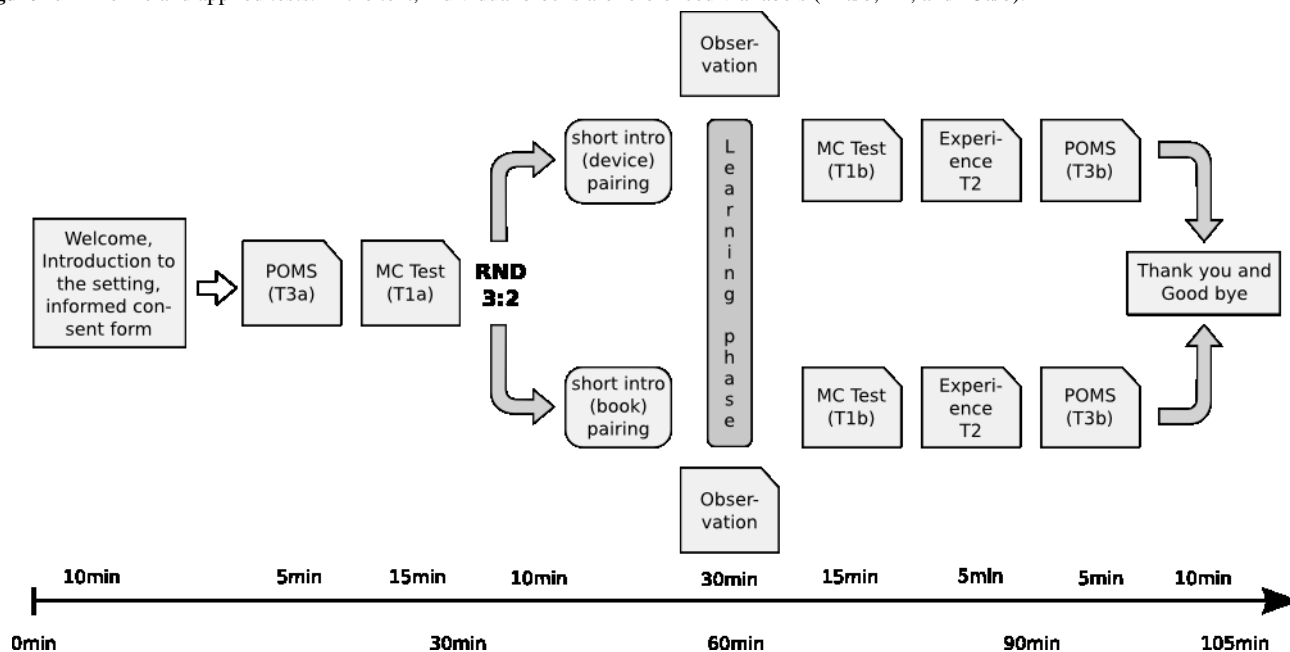 Obser-
vation
short intro
(device)
pairing
Learning phase
MC Test
(T1b)
Experi-
ence
T2
POMS
(T3b)
Welcome,
Introduction to
the setting,
informed con-
sent form
POMS
(T3a)
MC Test
(T1a)
RND
3:2
Thank you and
Good bye
short intro
(book)
pairing
MC Test
(T1b)
Experi-
ence
T2
POMS
(T3b)
Obser-
vation
10min 5min 15min 10min 30min 15min 5min 5min 10min
0min 30min 60min 90min 105min